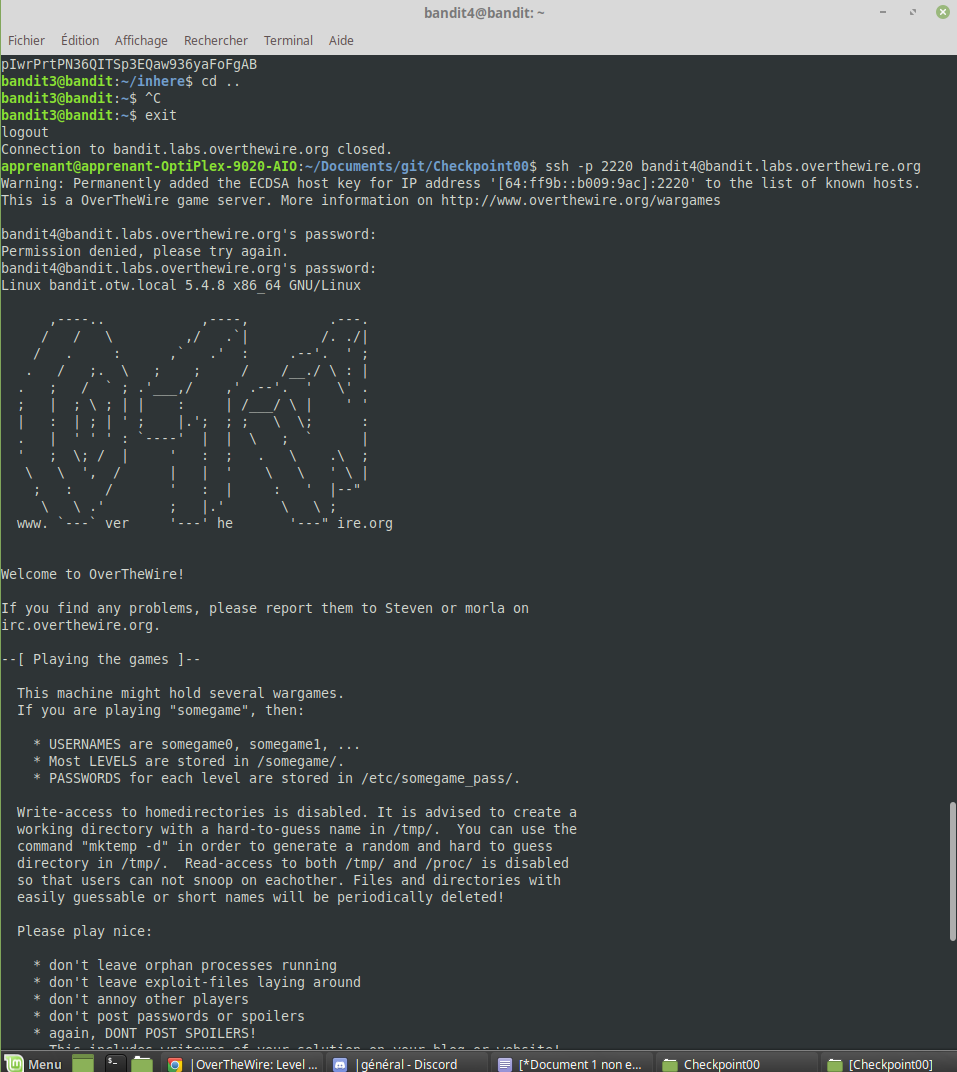 bandit4@bandit: ~
Fichier Édition Affichage Rechercher Terminal Aide
pIwrPrtPN36QITSp3EQaw936yaFoFgAB
bandit3@bandit:~/inhere$ cd ..
bandit3@bandit:~$ ^C
bandit3@bandit:~$ exit
logout
Connection to bandit.labs.overthewire.org closed.
apprenant@apprenant-OptiPlex-9020-AIO:~/Documents/git/Checkpoint00$ ssh -p 2220 bandit4@bandit.labs.overthewire.org
Warning: Permanently added the ECDSA host key for IP address '[64:ff9b::b009:9ac]:2220' to the list of known hosts.
This is a OverTheWire game server. More information on http://www.overthewire.org/wargames
bandit4@bandit.labs.overthewire.org's password:
Permission denied, please try again.
bandit4@bandit.labs.overthewire.org's password:
Linux bandit.otw.local 5.4.8 x86_64 GNU/Linux
www. `---` ver '---' he '---" ire.org
Welcome to OverTheWire!
If you find any problems, please report them to Steven or morla on
irc.overthewire.org.
--[ Playing the games ]--
This machine might hold several wargames.
If you are playing "somegame", then:
* USERNAMES are somegame0, somegame1, ...
* Most LEVELS are stored in /somegame/.
* PASSWORDS for each level are stored in /etc/somegame_pass/.
Write-access to homedirectories is disabled. It is advised to create a
working directory with a hard-to-guess name in /tmp/.  You can use the
command "mktemp -d" in order to generate a random and hard to guess
directory in /tmp/.  Read-access to both /tmp/ and /proc/ is disabled
so that users can not snoop on eachother. Files and directories with
easily guessable or short names will be periodically deleted!
Please play nice:
* don't leave orphan processes running
* don't leave exploit-files laying around
* don't annoy other players
* don't post passwords or spoilers
* again, DONT POST SPOILERS!
This includes writeups of your solution on your blog or website!
Menu |OverTheWire: Level ... |général - Discord [*Document 1 non e... Checkpoint00 [Checkpoint00]